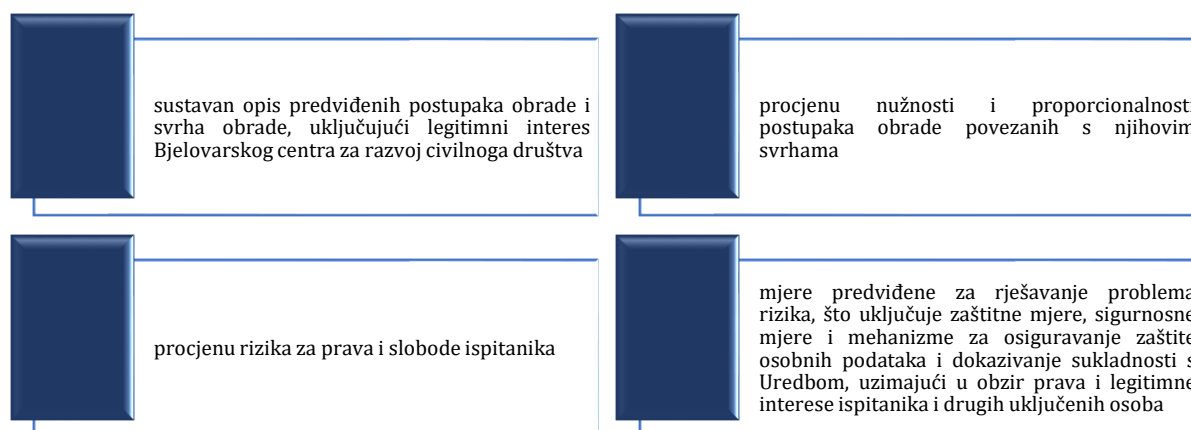 sustavan opis predviđenih postupaka obrade i
svrha obrade, uključujući legitimni interes
Bjelovarskog centra za razvoj civilnoga društva
procjenu nužnosti i proporcionalnosti
postupaka obrade povezanih s njihovim
svrhama
procjenu rizika za prava i slobode ispitanika
mjere predviđene za rješavanje problema
rizika, što uključuje zaštitne mjere, sigurnosne
mjere i mehanizme za osiguravanje zaštite
osobnih podataka i dokazivanje sukladnosti s
Uredbom, uzimajući u obzir prava i legitimne
interese ispitanika i drugih uključenih osoba